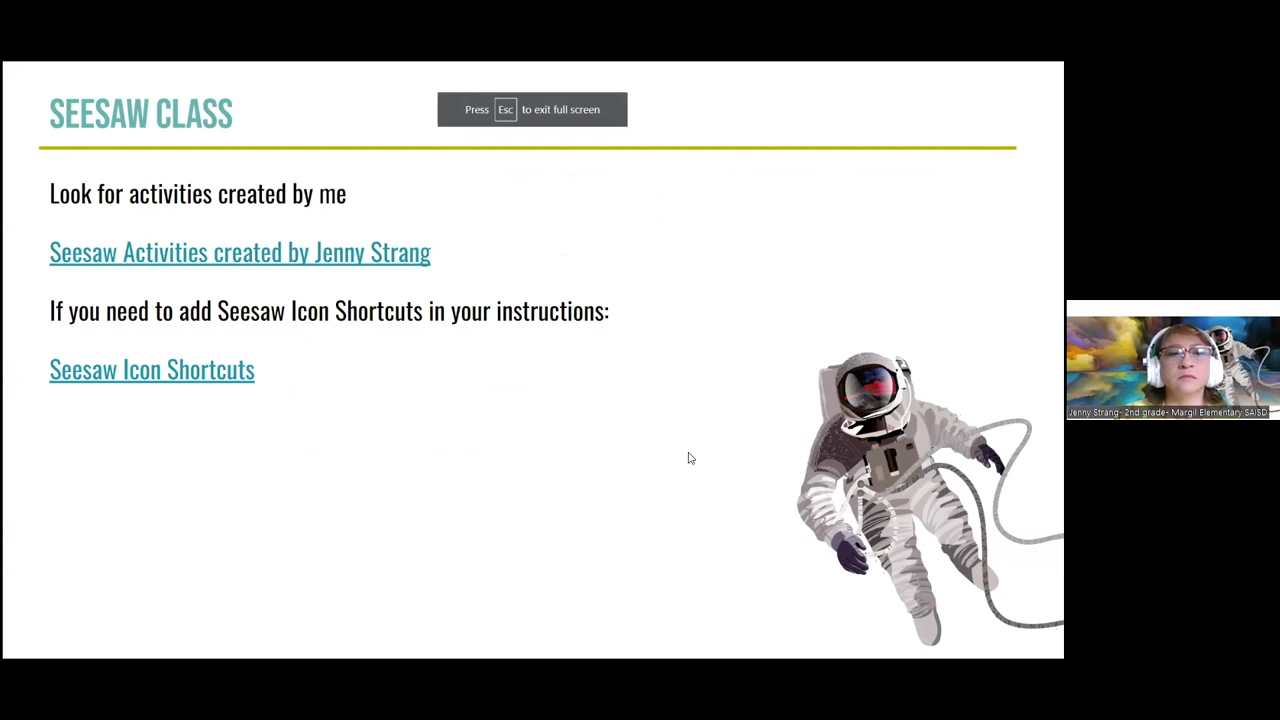 SEESAW CLASS
Press Esc to exit full screen
Look for activities created by me
Seesaw Activities created by Jenny Strang
If you need to add Seesaw Icon Shortcuts in your instructions:
Seesaw Icon Shortcuts
Jenny Strang- 2nd grade- Margil Elementary SAISD